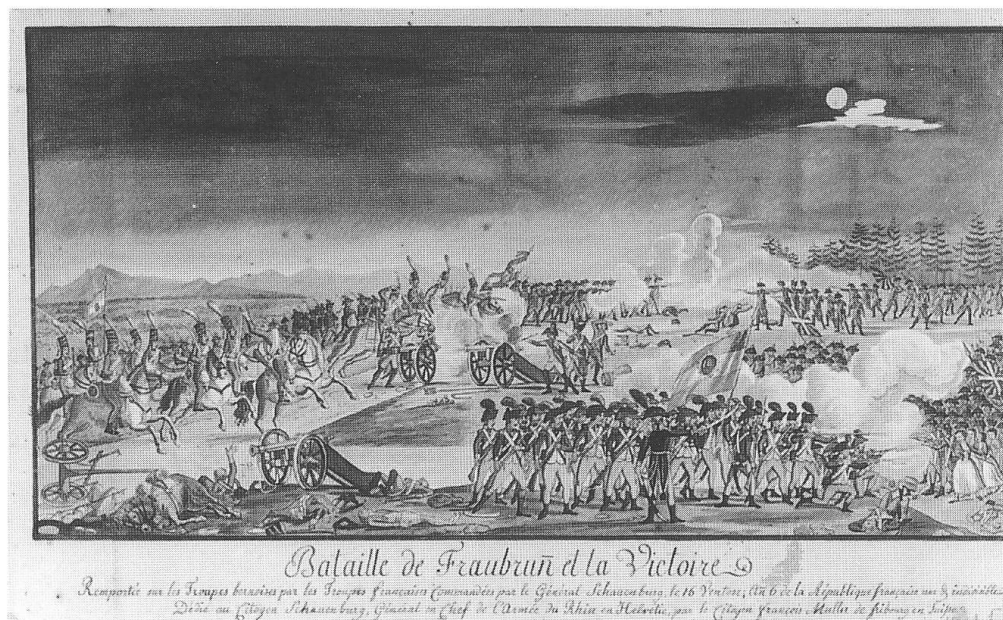 Bataille de Fraubrun̄ et la Victoire
Remportée sur les Troupes bernoises par les Troupes françaises Commandées par le Général Schauenburg, le 16 Ventose, An 6 de la République française une & indivisible.
Dédié au Citoyen Schauenburg, Général en Chef de l'Armée du Rhin en Helvétie, par le Citoyen François Muller de fribourg en Suisse